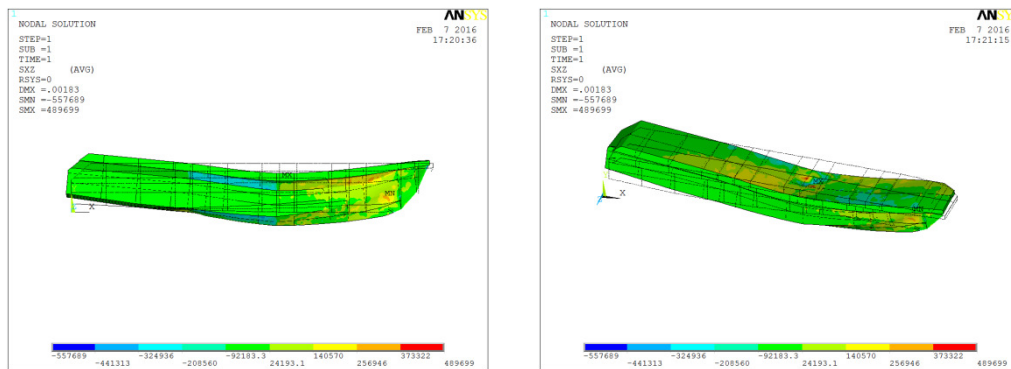 1
ANSYS
NODAL SOLUTION
FEB 7 2016
17:20:36
STEP=1
SUB =1
TIME=1
SXZ (AVG)
RSYS=0
DMX =.00183
SMN =-557689
SMX =489699
MX
MN
X
-557689 -324936 -92183.3 140570 373322
-441313 -208560 24193.1 256946 489699
1
ANSYS
NODAL SOLUTION
FEB 7 2016
17:21:15
STEP=1
SUB =1
TIME=1
SXZ (AVG)
RSYS=0
DMX =.00183
SMN =-557689
SMX =489699
X
-557689 -324936 -92183.3 140570 373322
-441313 -208560 24193.1 256946 489699